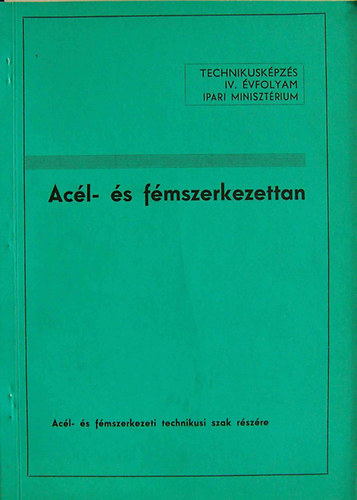 TECHNIKUSKÉPZÉS
IV. ÉVFOLYAM
IPARI MINISZTÉRIUM
Acél- és fémszerkezettan
Acél- és fémszerkezeti technikusi szak részére